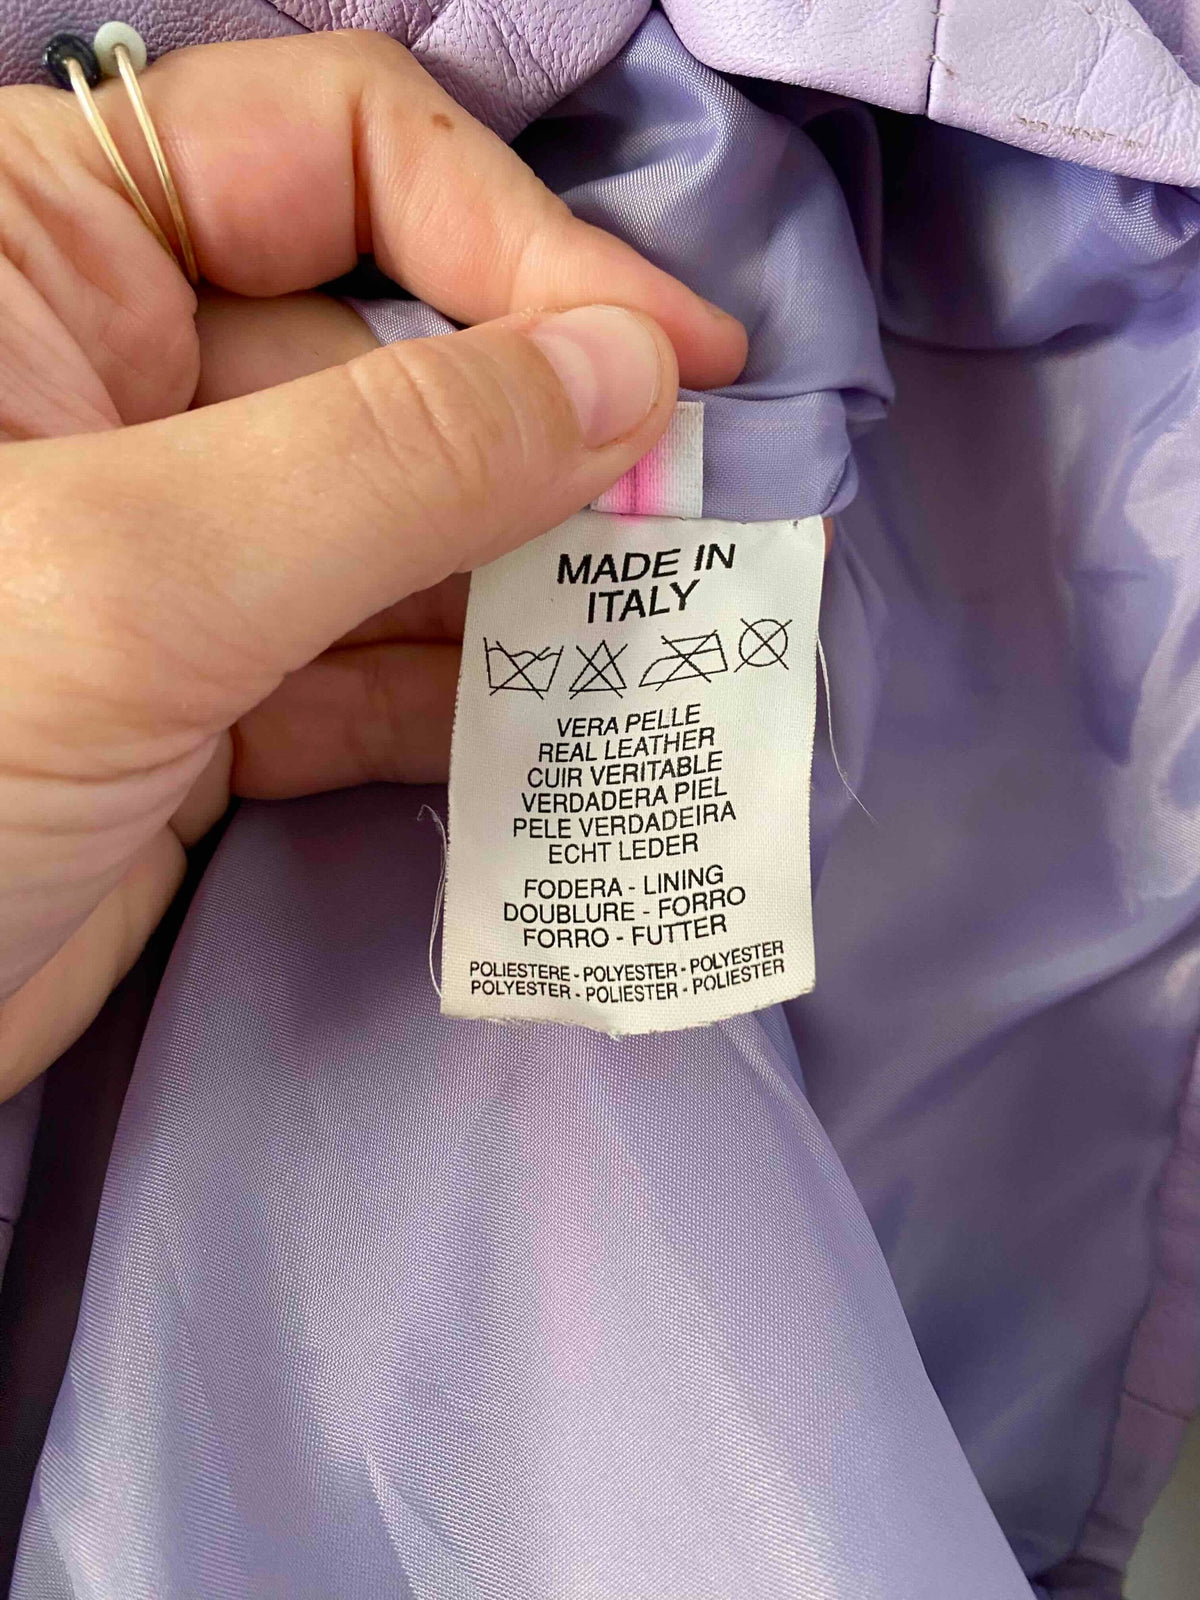 MADE IN
ITALY
VERA PELLE
REAL LEATHER
CUIR VERITABLE
VERDADERA PIEL
PELE VERDADEIRA
ECHT LEDER
FODERA - LINING
DOUBLURE - FORRO
FORRO - FUTTER
POLIESTERE - POLYESTER - POLYESTER
POLYESTER - POLIESTER - POLIESTER